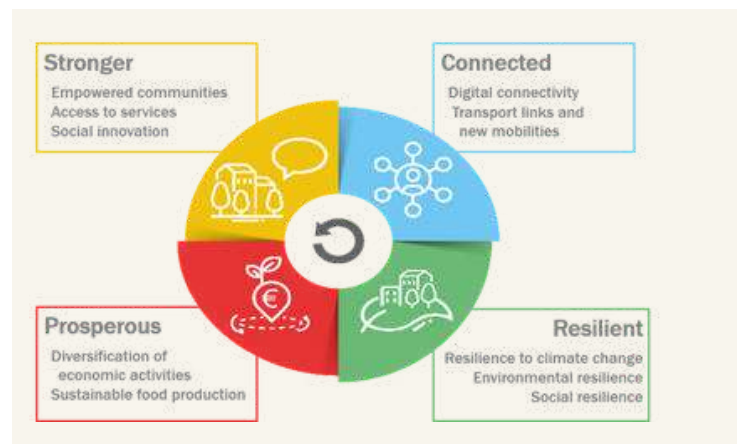 Stronger
Empowered communities
Access to services
Social innovation
Connected
Digital connectivity
Transport links and
new mobilities
Prosperous
Diversification of
economic activities
Sustainable food production
Resilient
Resilience to climate change
Environmental resilience
Social resilience
€